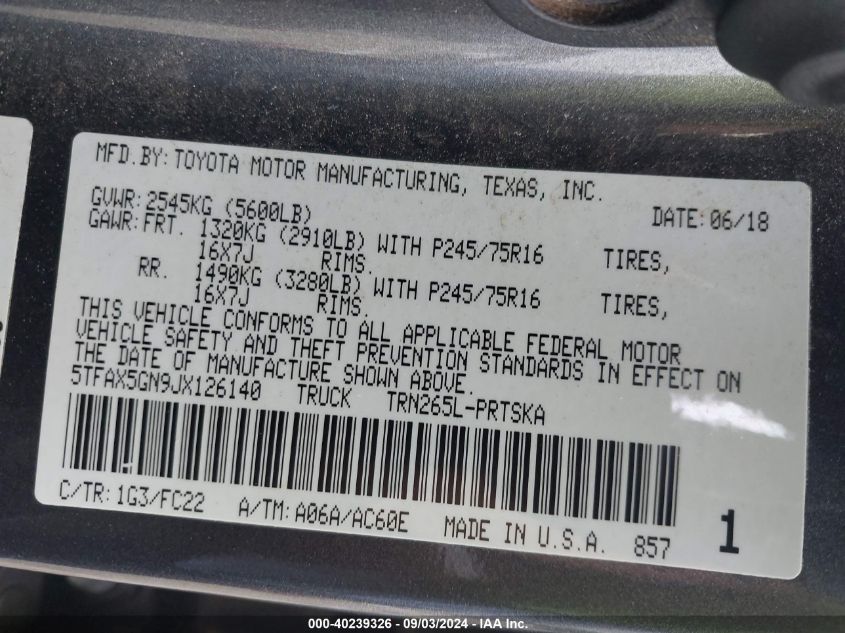 MFD.BY:TOYOTA MOTOR MANUFACTURING, TEXAS, INC.
GVWR:2545KG (5600LB) DATE:06/18
GAWR:FRT. 1320KG (2910LB) WITH P245/75R16 TIRES,
16X7J RIMS.
RR. 1490KG (3280LB) WITH P245/75R16 TIRES,
16X7J RIMS.
THIS VEHICLE CONFORMS TO ALL APPLICABLE FEDERAL MOTOR
VEHICLE SAFETY AND THEFT PREVENTION STANDARDS IN EFFECT ON
THE DATE OF MANUFACTURE SHOWN ABOVE.
5TFAX5GN9JX126140 TRUCK TRN265L-PRTSKA
C/TR:1G3/FC22 A/TM:A06A/AC60E MADE IN U.S.A. 857 1
000-40239326 - 09/03/2024 - IAA Inc.